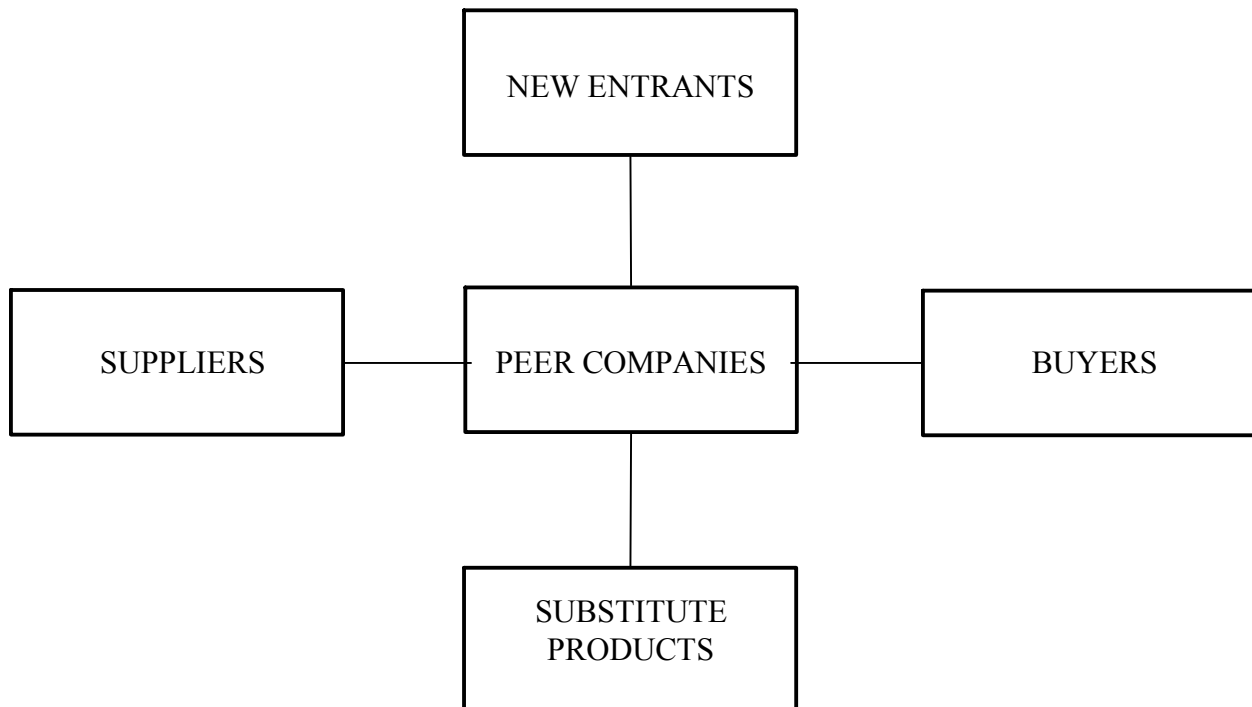 NEW ENTRANTS
SUPPLIERS
PEER COMPANIES
BUYERS
SUBSTITUTE
PRODUCTS